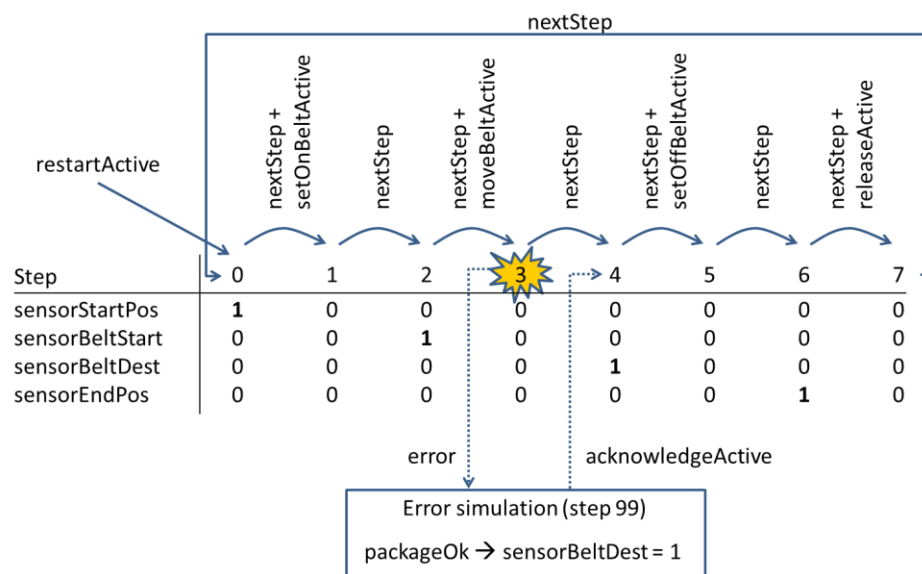 nextStep
restartActive
nextStep +
setOnBeltActive
nextStep
nextStep +
moveBeltActive
nextStep
nextStep +
setOffBeltActive
nextStep
nextStep +
releaseActive
Step 0 1 2 3 4 5 6 7
sensorStartPos 1 0 0 0 0 0 0 0
sensorBeltStart 0 0 1 0 0 0 0 0
sensorBeltDest 0 0 0 0 1 0 0 0
sensorEndPos 0 0 0 0 0 0 1 0
error
acknowledgeActive
Error simulation (step 99)
packageOk → sensorBeltDest = 1